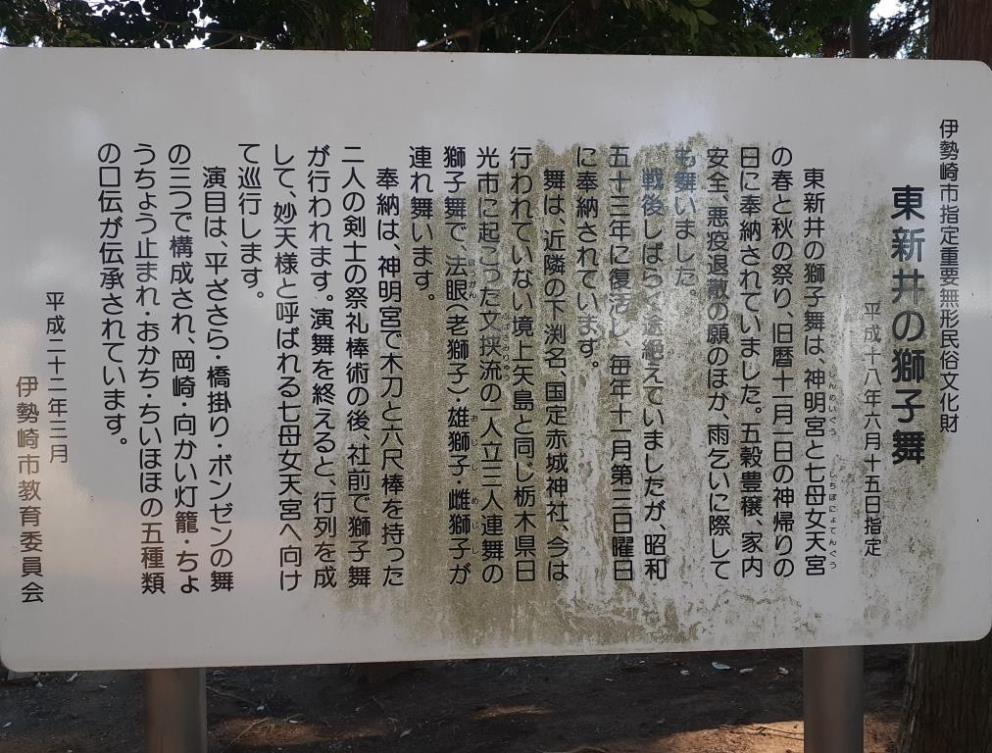 伊勢崎市指定重要無形民俗文化財
東新井の獅子舞
平成十八年六月十五日指定
東新井の獅子舞は、神明宮と七母女天宮
の春と秋の祭り、旧暦十一月一日の神帰りの
日に奉納されていました。五穀豊穣、家内
安全、悪疫退散の願のほか、雨乞いに際して
も舞いました。
戦後しばらく途絶えていましたが、昭和
五十三年に復活し、毎年十一月第三日曜日
に奉納されています。
舞は、近隣の下渕名、国定赤城神社、今は
行われていない境上矢島と同じ栃木県日
光市に起こった文挾流の一人立三人連舞の
獅子舞で、法眼(老獅子)・雄獅子・雌獅子が
連れ舞います。
奉納は、神明宮で木刀と六尺棒を持った
二人の剣士の祭礼棒術の後、社前で獅子舞
が行われます。演舞を終えると、行列を成
して、妙天様と呼ばれる七母女天宮へ向け
て巡行します。
演目は、平ささら・橋掛り・ボンゼンの舞
の三つで構成され、岡崎・向かい灯籠・ちょ
うちょう止まれ・おかち・ちいほほの五種類
の口伝が伝承されています。
平成二十二年三月
伊勢崎市教育委員会